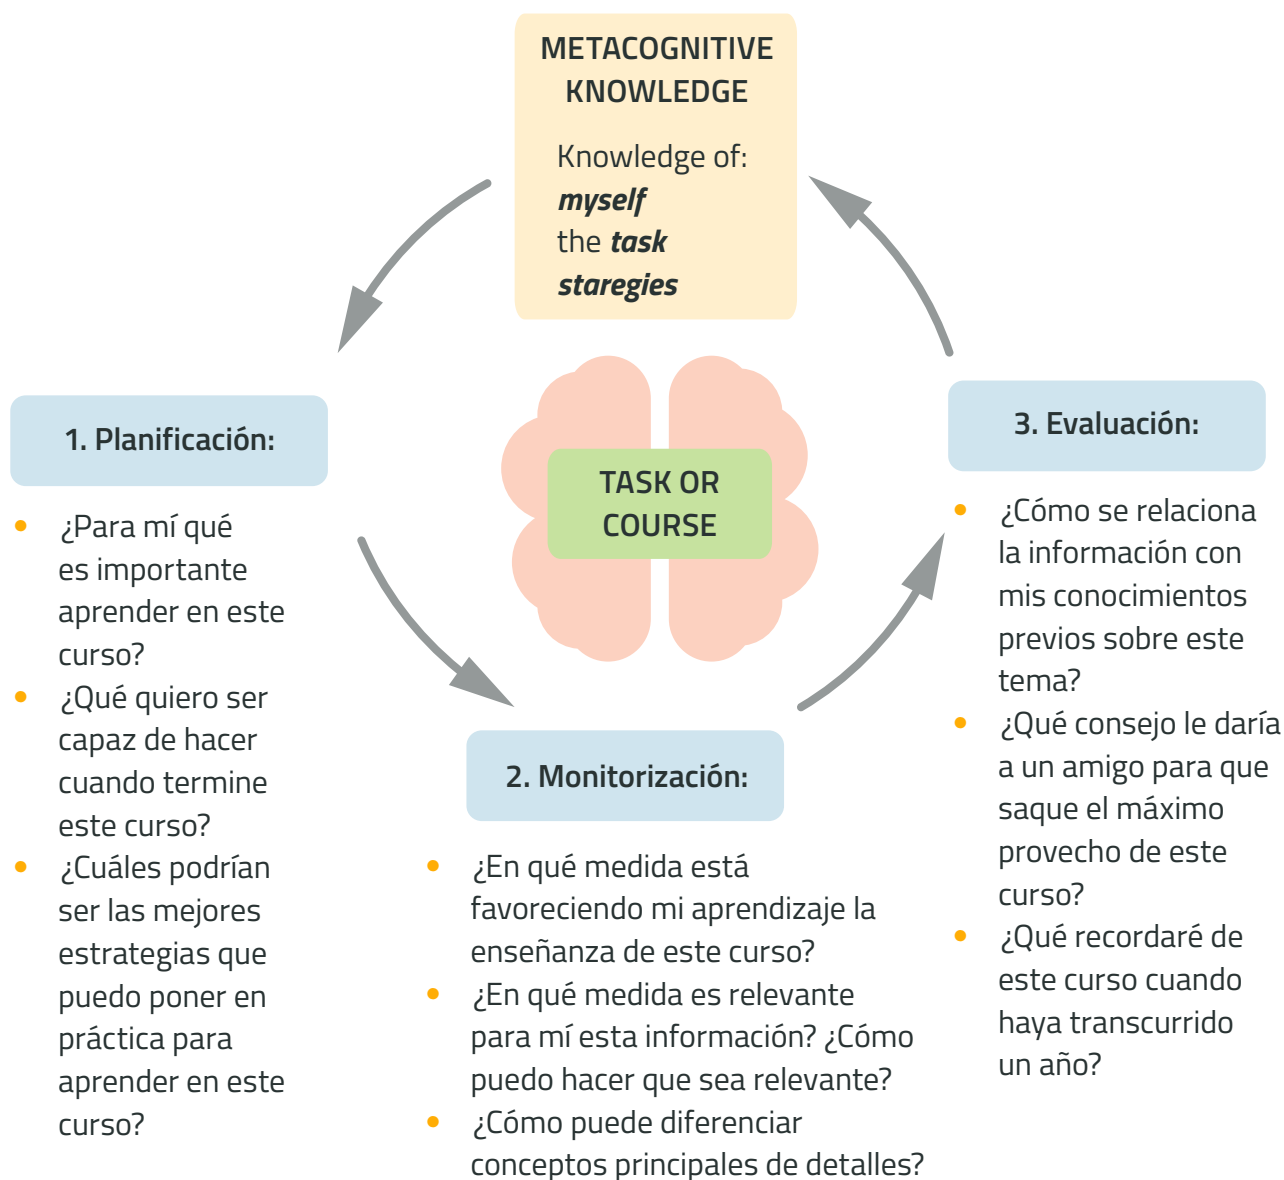 METACOGNITIVE
KNOWLEDGE
Knowledge of:
myself
the task
staregies
TASK OR
COURSE
1. Planificación:
• ¿Para mí qué
es importante
aprender en este
curso?
• ¿Qué quiero ser
capaz de hacer
cuando termine
este curso?
• ¿Cuáles podrían
ser las mejores
estrategias que
puedo poner en
práctica para
aprender en este
curso?
2. Monitorización:
• ¿En qué medida está
favoreciendo mi aprendizaje la
enseñanza de este curso?
• ¿En qué medida es relevante
para mí esta información? ¿Cómo
puedo hacer que sea relevante?
• ¿Cómo puede diferenciar
conceptos principales de detalles?
3. Evaluación:
• ¿Cómo se relaciona
la información con
mis conocimientos
previos sobre este
tema?
• ¿Qué consejo le daría
a un amigo para que
saque el máximo
provecho de este
curso?
• ¿Qué recordaré de
este curso cuando
haya transcurrido
un año?